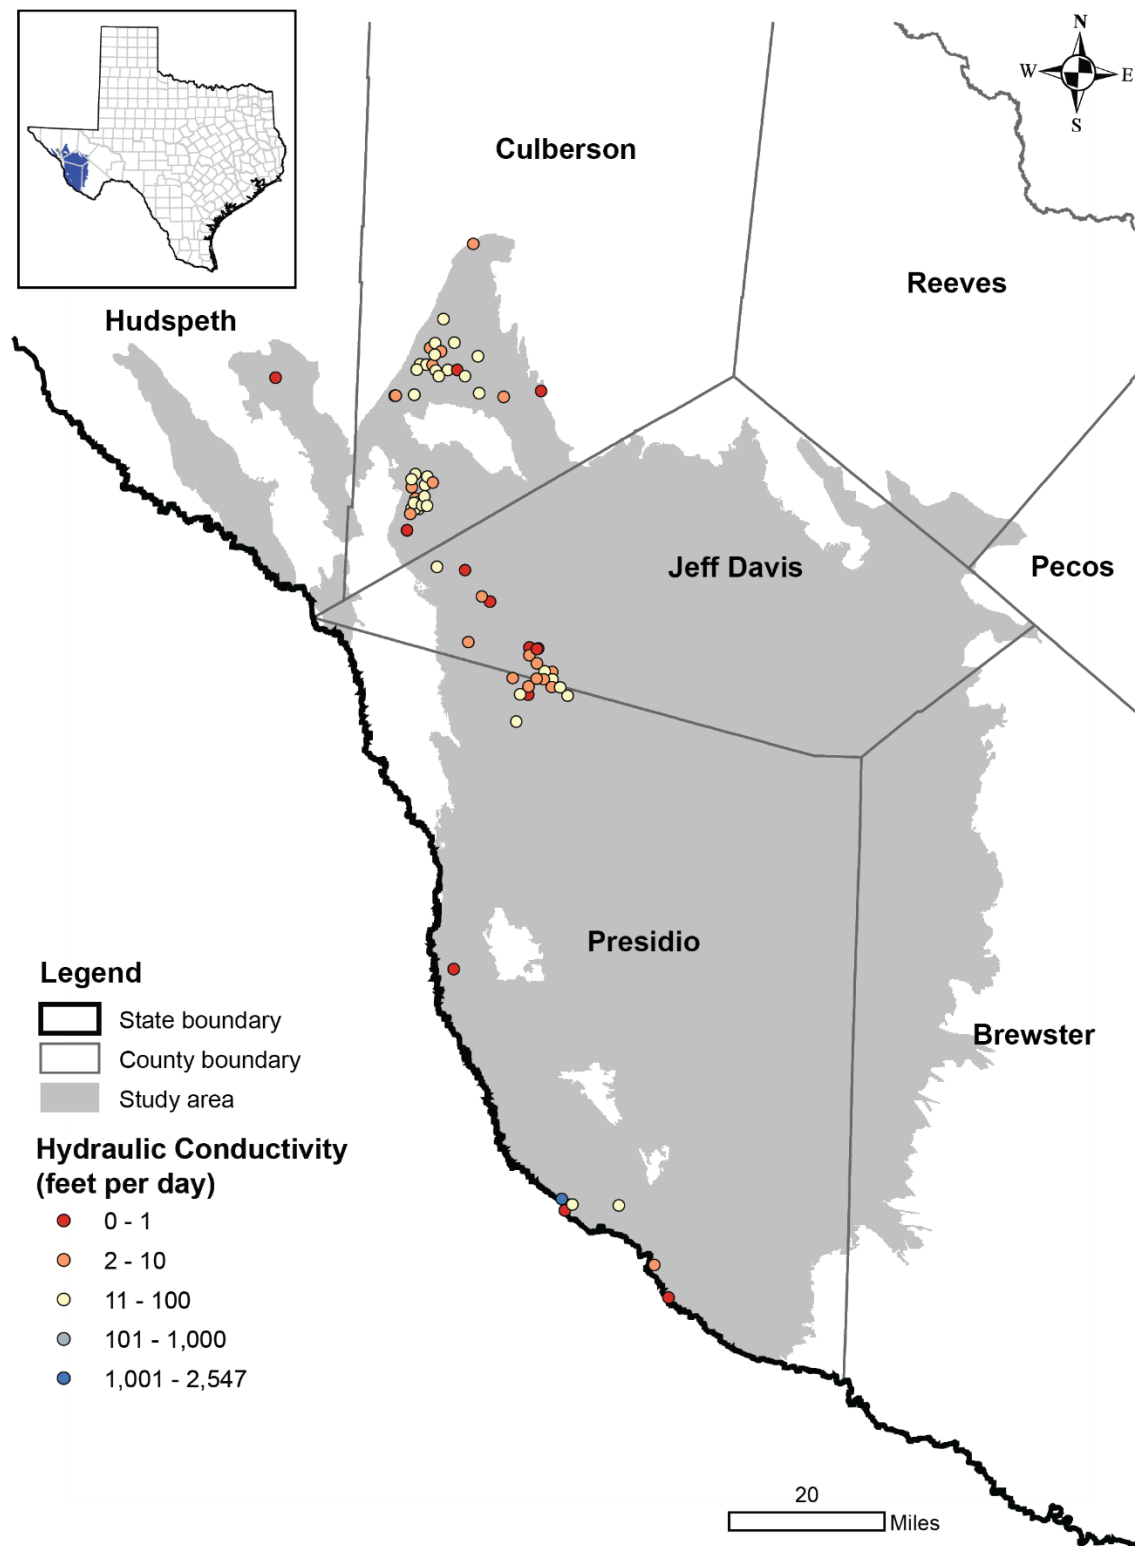 N
W E
S
Culberson
Reeves
Hudspeth
Jeff Davis
Pecos
Presidio
Brewster
Legend
State boundary
County boundary
Study area
Hydraulic Conductivity
(feet per day)
0 - 1
2 - 10
11 - 100
101 - 1,000
1,001 - 2,547
20
Miles